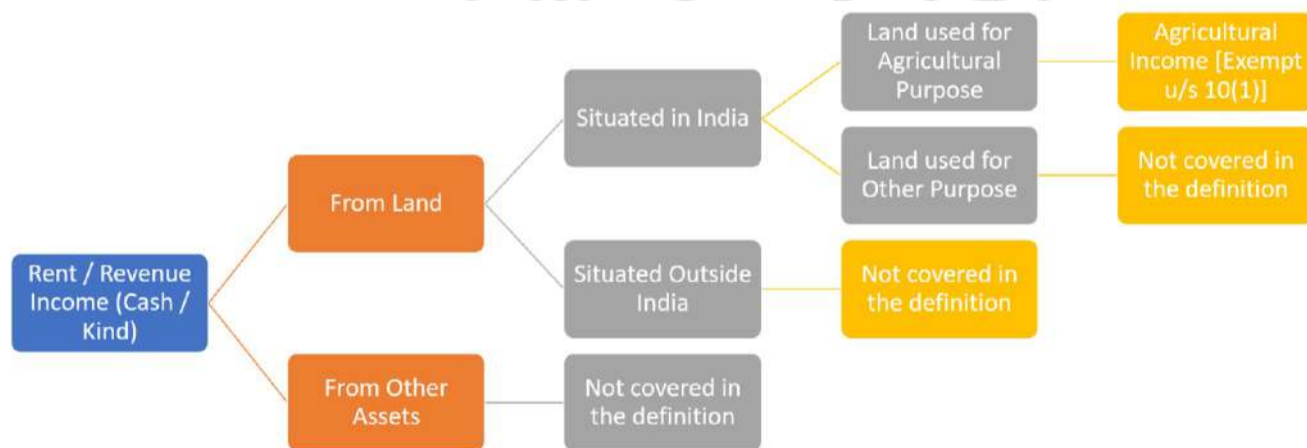 Rent / Revenue
Income (Cash /
Kind)
From Land
Situated in India
Land used for
Agricultural
Purpose
Agricultural
Income [Exempt
u/s 10(1)]
Land used for
Other Purpose
Not covered in
the definition
Situated Outside
India
Not covered in
the definition
From Other
Assets
Not covered in
the definition